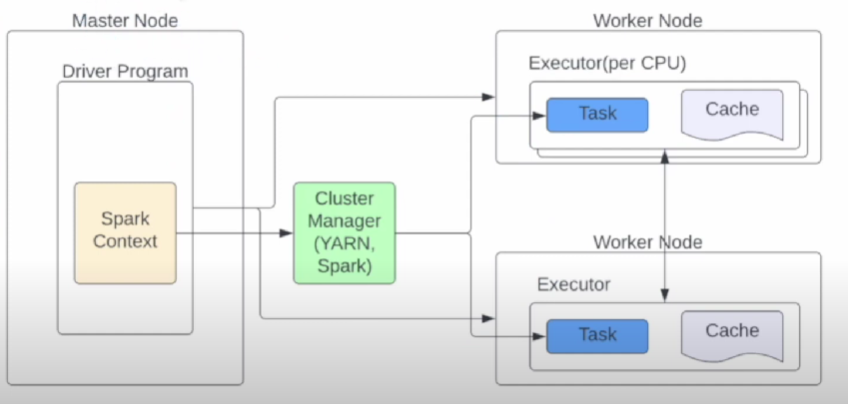 Master Node
Driver Program
Spark
Context
Cluster
Manager
(YARN,
Spark)
Worker Node
Executor(per CPU)
Task
Cache
Worker Node
Executor
Task
Cache